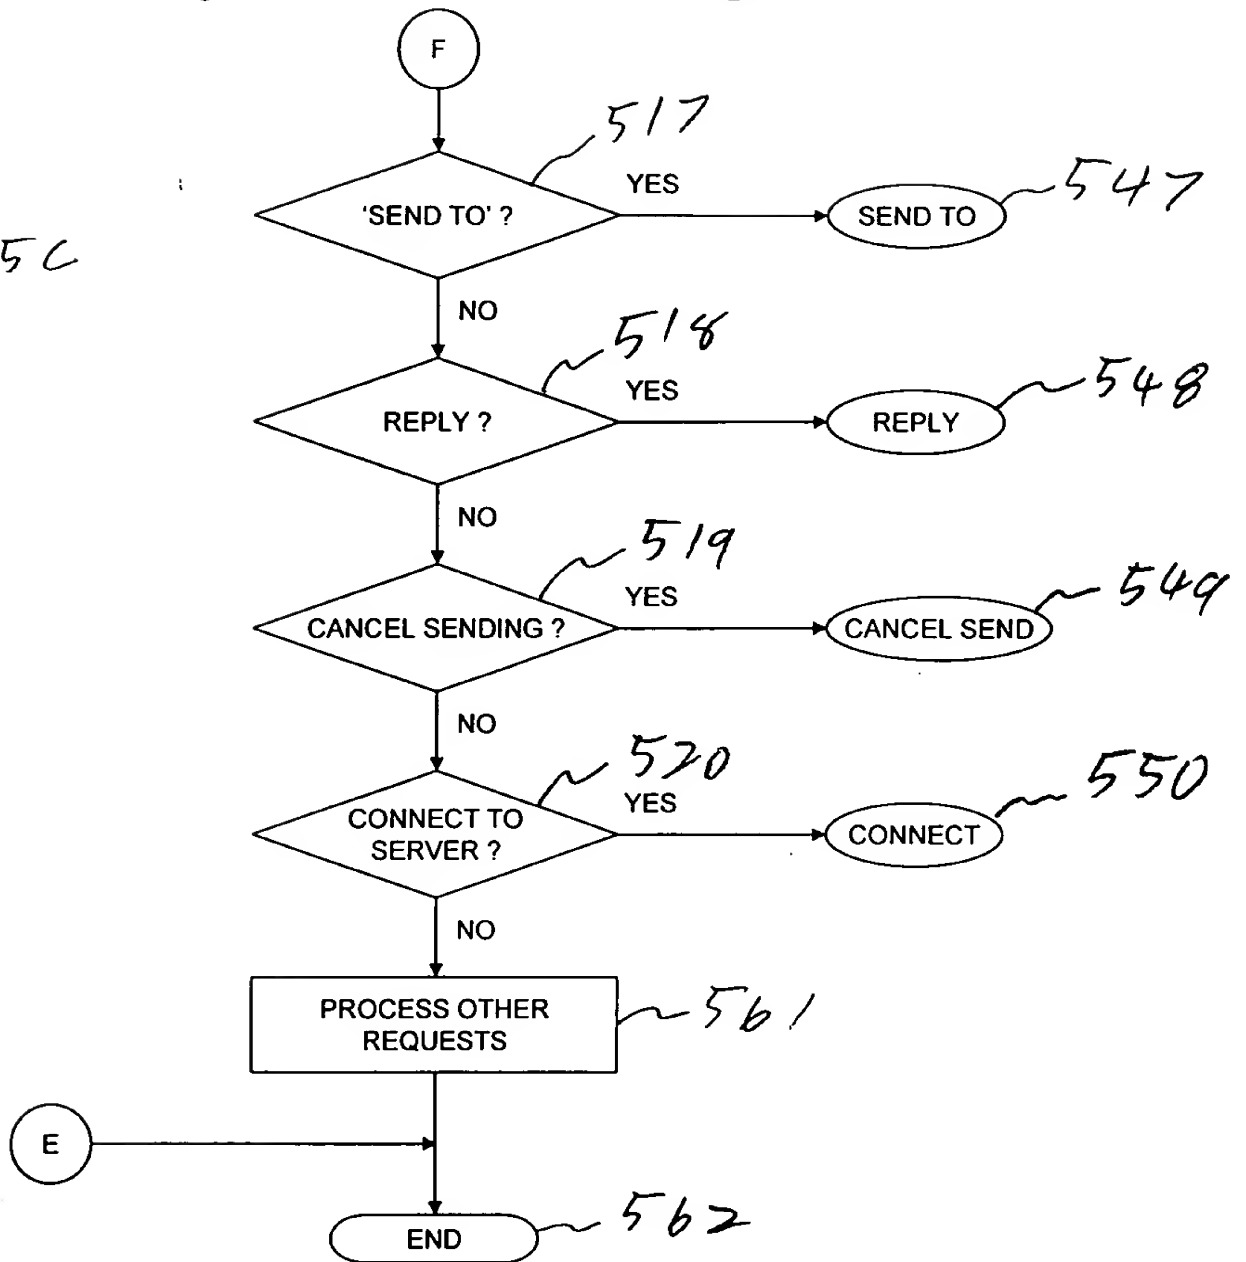 F
517
'SEND TO' ?
YES
SEND TO
547
5C
NO
518
REPLY ?
YES
REPLY
548
NO
519
CANCEL SENDING ?
YES
CANCEL SEND
549
NO
520
CONNECT TO
SERVER ?
YES
CONNECT
550
NO
PROCESS OTHER
REQUESTS
561
E
END
562